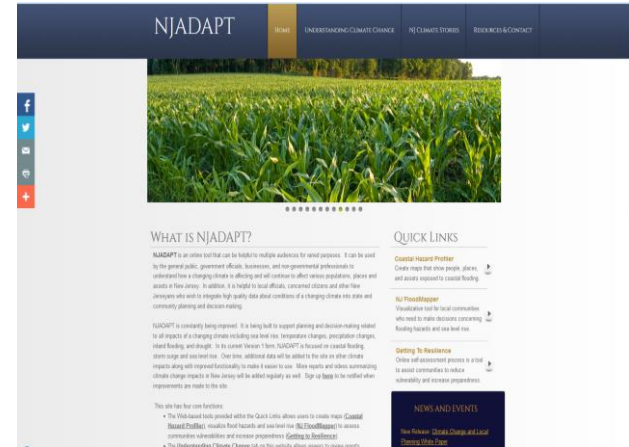 NJADAPT
HOME
UNDERSTANDING CLIMATE CHANGE
NJ CLIMATE STORIES
RESOURCES & CONTACT
WHAT IS NJADAPT?
NJADAPT is an online tool that can be helpful to multiple audiences for varied purposes. It can be used
by the general public, government officials, businesses, and non-governmental professionals to
understand how a changing climate is affecting and will continue to affect various populations, places and
assets in New Jersey. In addition, it is helpful to local officials, concerned citizens and other New
Jerseyans who wish to integrate high quality data about conditions of a changing climate into state and
community planning and decision-making.
NJADAPT is constantly being improved. It is being built to support planning and decision-making related
to all impacts of a changing climate including sea level rise, temperature changes, precipitation changes,
inland flooding, and drought. In its current Version 1 form, NJADAPT is focused on coastal flooding,
storm surge and sea level rise. Over time, additional data will be added to the site on other climate
impacts along with improved functionality to make it easier to use. More reports and videos summarizing
climate change impacts in New Jersey will be added regularly as well. Sign up here to be notified when
improvements are made to the site.
This site has four core functions:
• The Web-based tools provided within the Quick Links allows users to create maps (Coastal
Hazard Profiler), visualize flood hazards and sea level rise (NJ FloodMapper) to assess
communities vulnerabilities and increase preparedness (Getting to Resilience).
• The Understanding Climate Change tab on this website allows viewers to review reports
QUICK LINKS
Coastal Hazard Profiler
Create maps that show people, places,
and assets exposed to coastal flooding.
NJ FloodMapper
Visualization tool for local communities
who need to make decisions concerning
flooding hazards and sea level rise.
Getting To Resilience
Online self-assessment process is a tool
to assist communities to reduce
vulnerability and increase preparedness.
NEWS AND EVENTS
New Release: Climate Change and Local
Planning White Paper